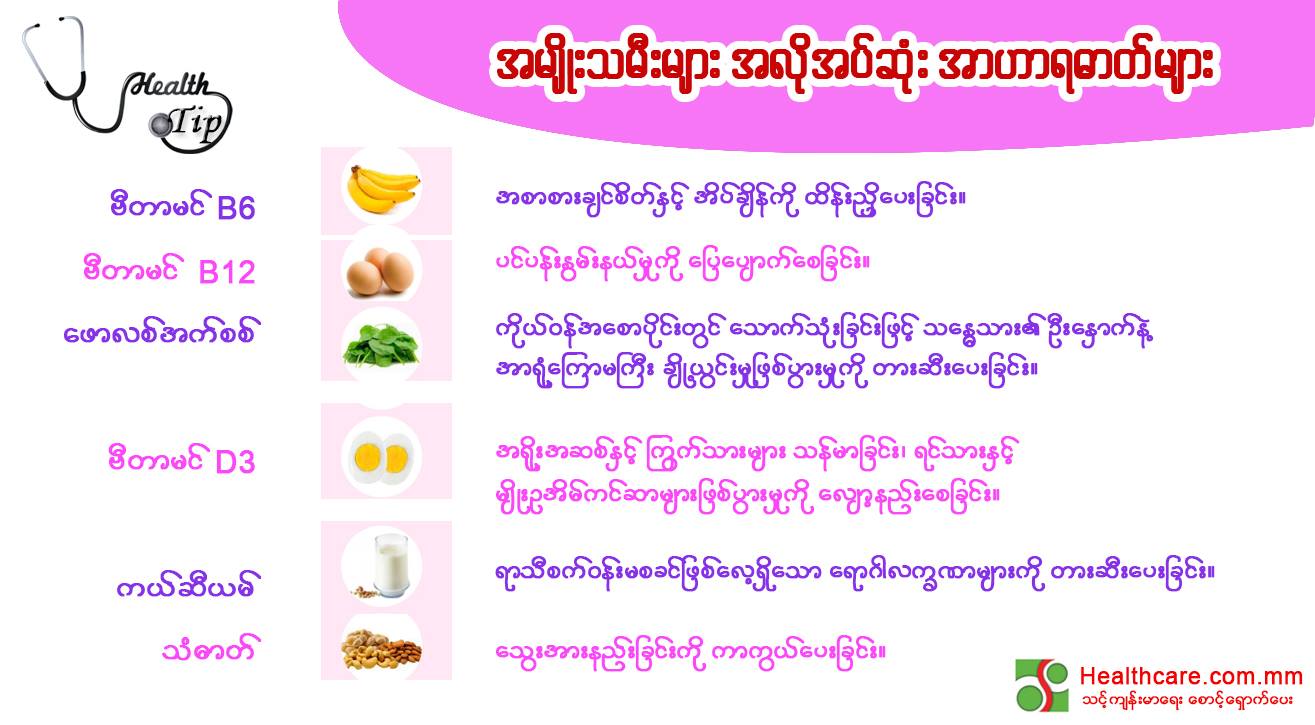 Health
Tip
အမျိုးသမီးများ အလိုအပ်ဆုံး အာဟာရဓာတ်များ
ဗီတာမင် B6
အစာစားချင်စိတ်နှင့် အိပ်ချိန်ကို ထိန်းညှိပေးခြင်း။
ဗီတာမင် B12
ပင်ပန်းနွမ်းနယ်မှုကို ပြေပျောက်စေခြင်း။
ဖောလစ်အက်စစ်
ကိုယ်ဝန်အစောပိုင်းတွင် သောက်သုံးခြင်းဖြင့် သန္ဓေသား၏ ဦးနှောက်နဲ့
အာရုံကြောမကြီး ချို့ယွင်းမှုဖြစ်ပွားမှုကို တားဆီးပေးခြင်း။
ဗီတာမင် D3
အရိုးအဆစ်နှင့် ကြွက်သားများ သန်မာခြင်း၊ ရင်သားနှင့်
မျိုးဥအိမ်ကင်ဆာများဖြစ်ပွားမှုကို လျော့နည်းစေခြင်း။
ကယ်ဆီယမ်
ရာသီစက်ဝန်းမစခင်ဖြစ်လေ့ရှိသော ရောဂါလက္ခဏာများကို တားဆီးပေးခြင်း။
သံဓာတ်
သွေးအားနည်းခြင်းကို ကာကွယ်ပေးခြင်း။
Healthcare.com.mm
သင့်ကျန်းမာရေး စောင့်ရှောက်ပေး